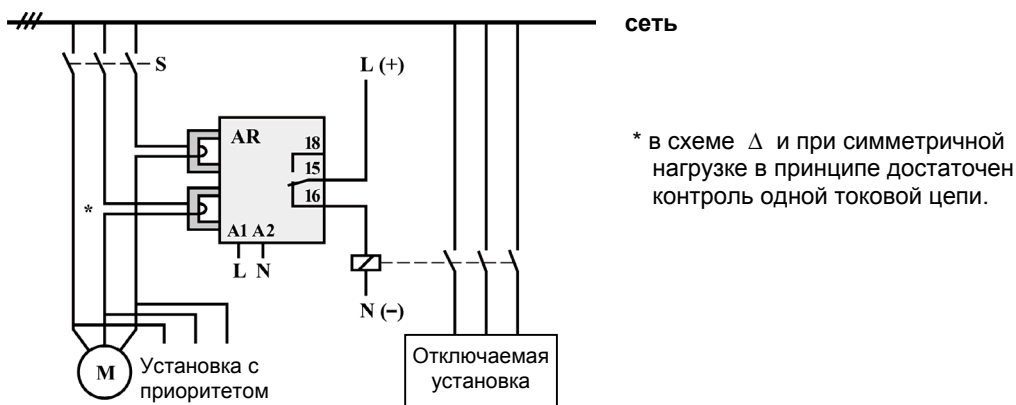 сеть
S
L (+)
AR
18
15
16
A1 A2
L N
*
N (–)
M
Установка с
приоритетом
Отключаемая
установка
* в схеме Δ и при симметричной
нагрузке в принципе достаточен
контроль одной токовой цепи.